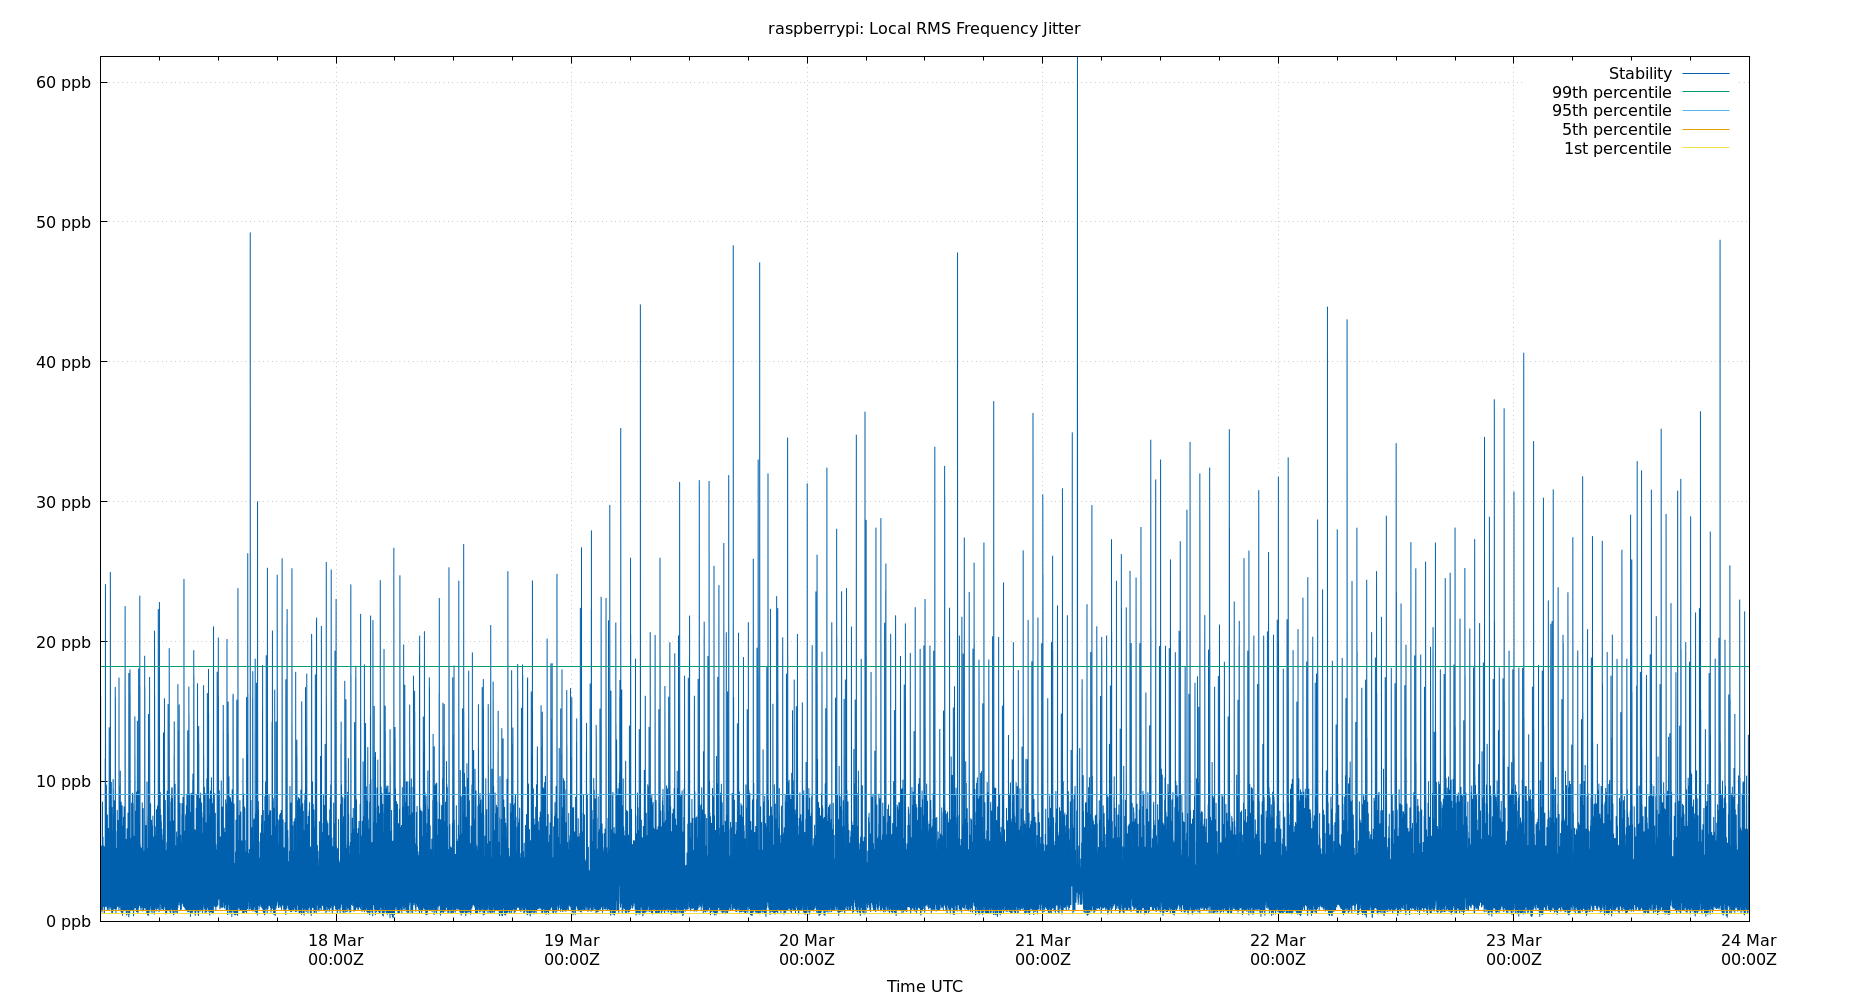 raspberrypi: Local RMS Frequency Jitter
60 ppb
50 ppb
40 ppb
30 ppb
20 ppb
10 ppb
0 ppb
Stability
99th percentile
95th percentile
5th percentile
1st percentile
18 Mar 19 Mar 20 Mar 21 Mar 22 Mar 23 Mar 24 Mar
00:00Z 00:00Z 00:00Z 00:00Z 00:00Z 00:00Z 00:00Z
Time UTC